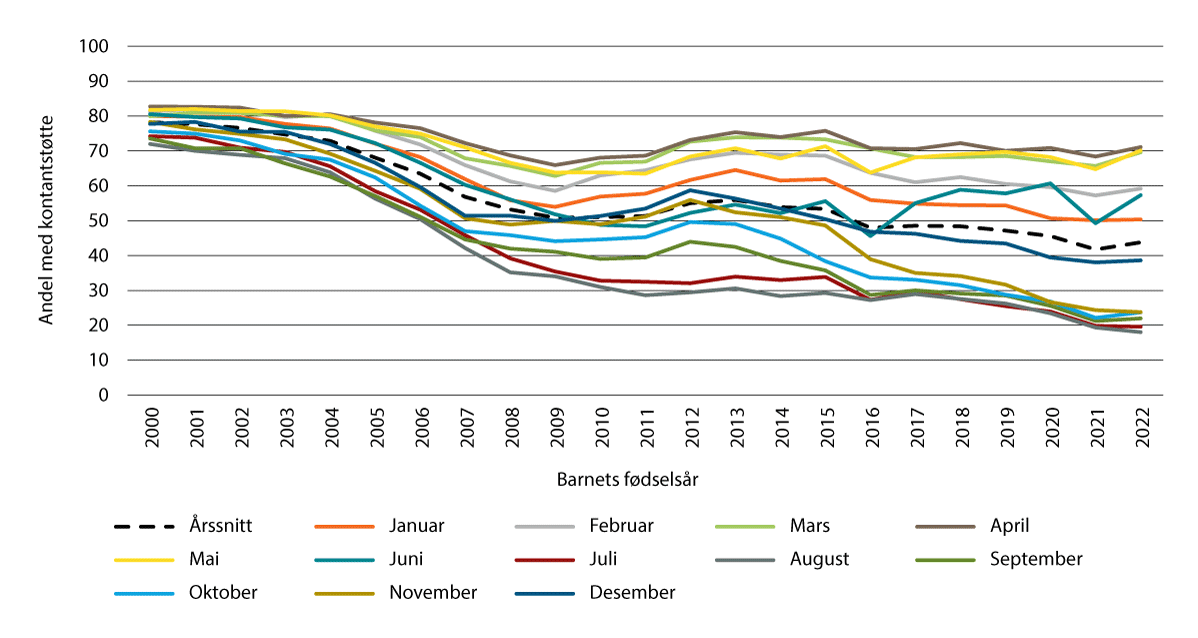 Andel med kontantstøtte
100
90
80
70
60
50
40
30
20
10
0
2000 2001 2002 2003 2004 2005 2006 2007 2008 2009 2010 2011 2012 2013 2014 2015 2016 2017 2018 2019 2020 2021 2022
Barnets fødselsår
Årssnitt Januar Februar Mars April
Mai Juni Juli August September
Oktober November Desember